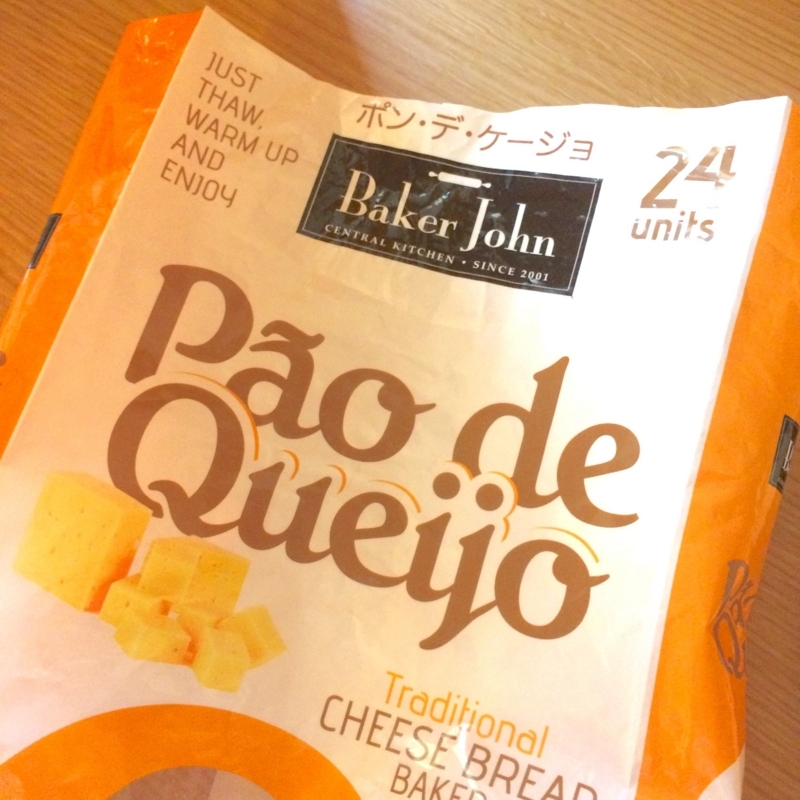 JUST
THAW,
WARM UP
AND
ENJOY
ポン・デ・ケージョ
24
units
Baker John
CENTRAL KITCHEN • SINCE 2001
Pão de
Queijo
Traditional
CHEESE BREAD